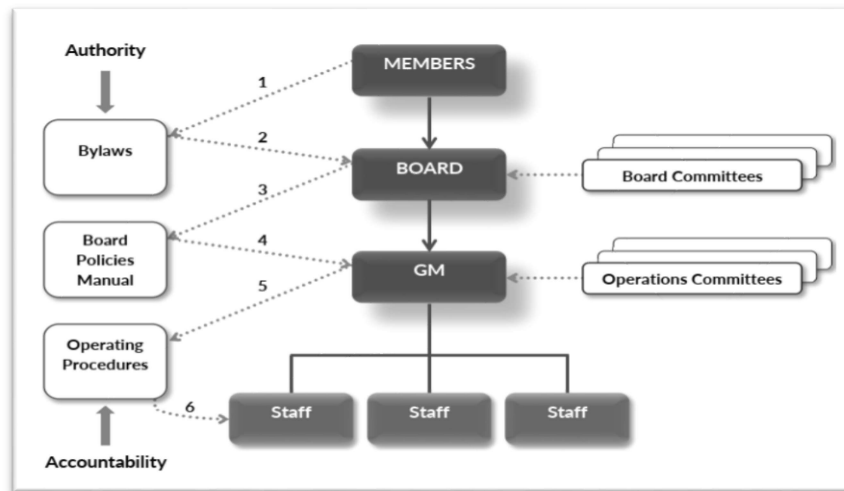 Authority
MEMBERS
1
Bylaws
2
BOARD
Board Committees
3
Board
Policies
Manual
4
GM
Operations Committees
5
Operating
Procedures
6
Staff
Staff
Staff
Accountability